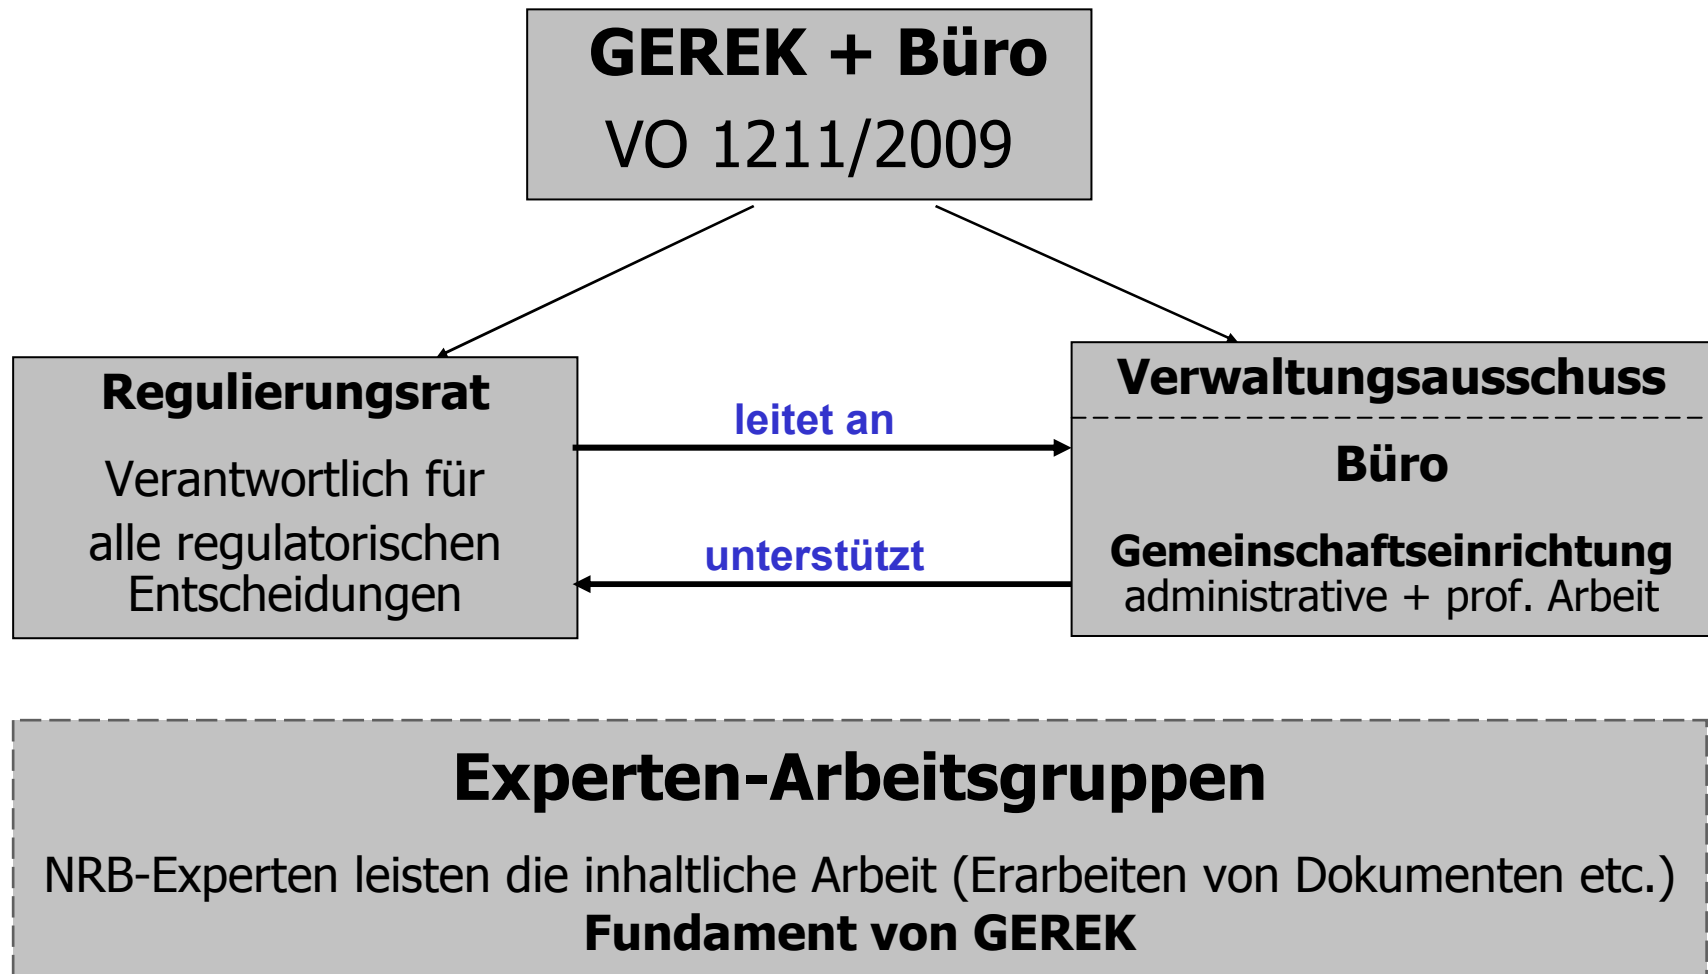 GEREK + Büro
VO 1211/2009
Regulierungsrat
Verantwortlich für
alle regulatorischen
Entscheidungen
leitet an
unterstützt
Verwaltungsausschuss
Büro
Gemeinschaftseinrichtung
administrative + prof. Arbeit
Experten-Arbeitsgruppen
NRB-Experten leisten die inhaltliche Arbeit (Erarbeiten von Dokumenten etc.)
Fundament von GEREK